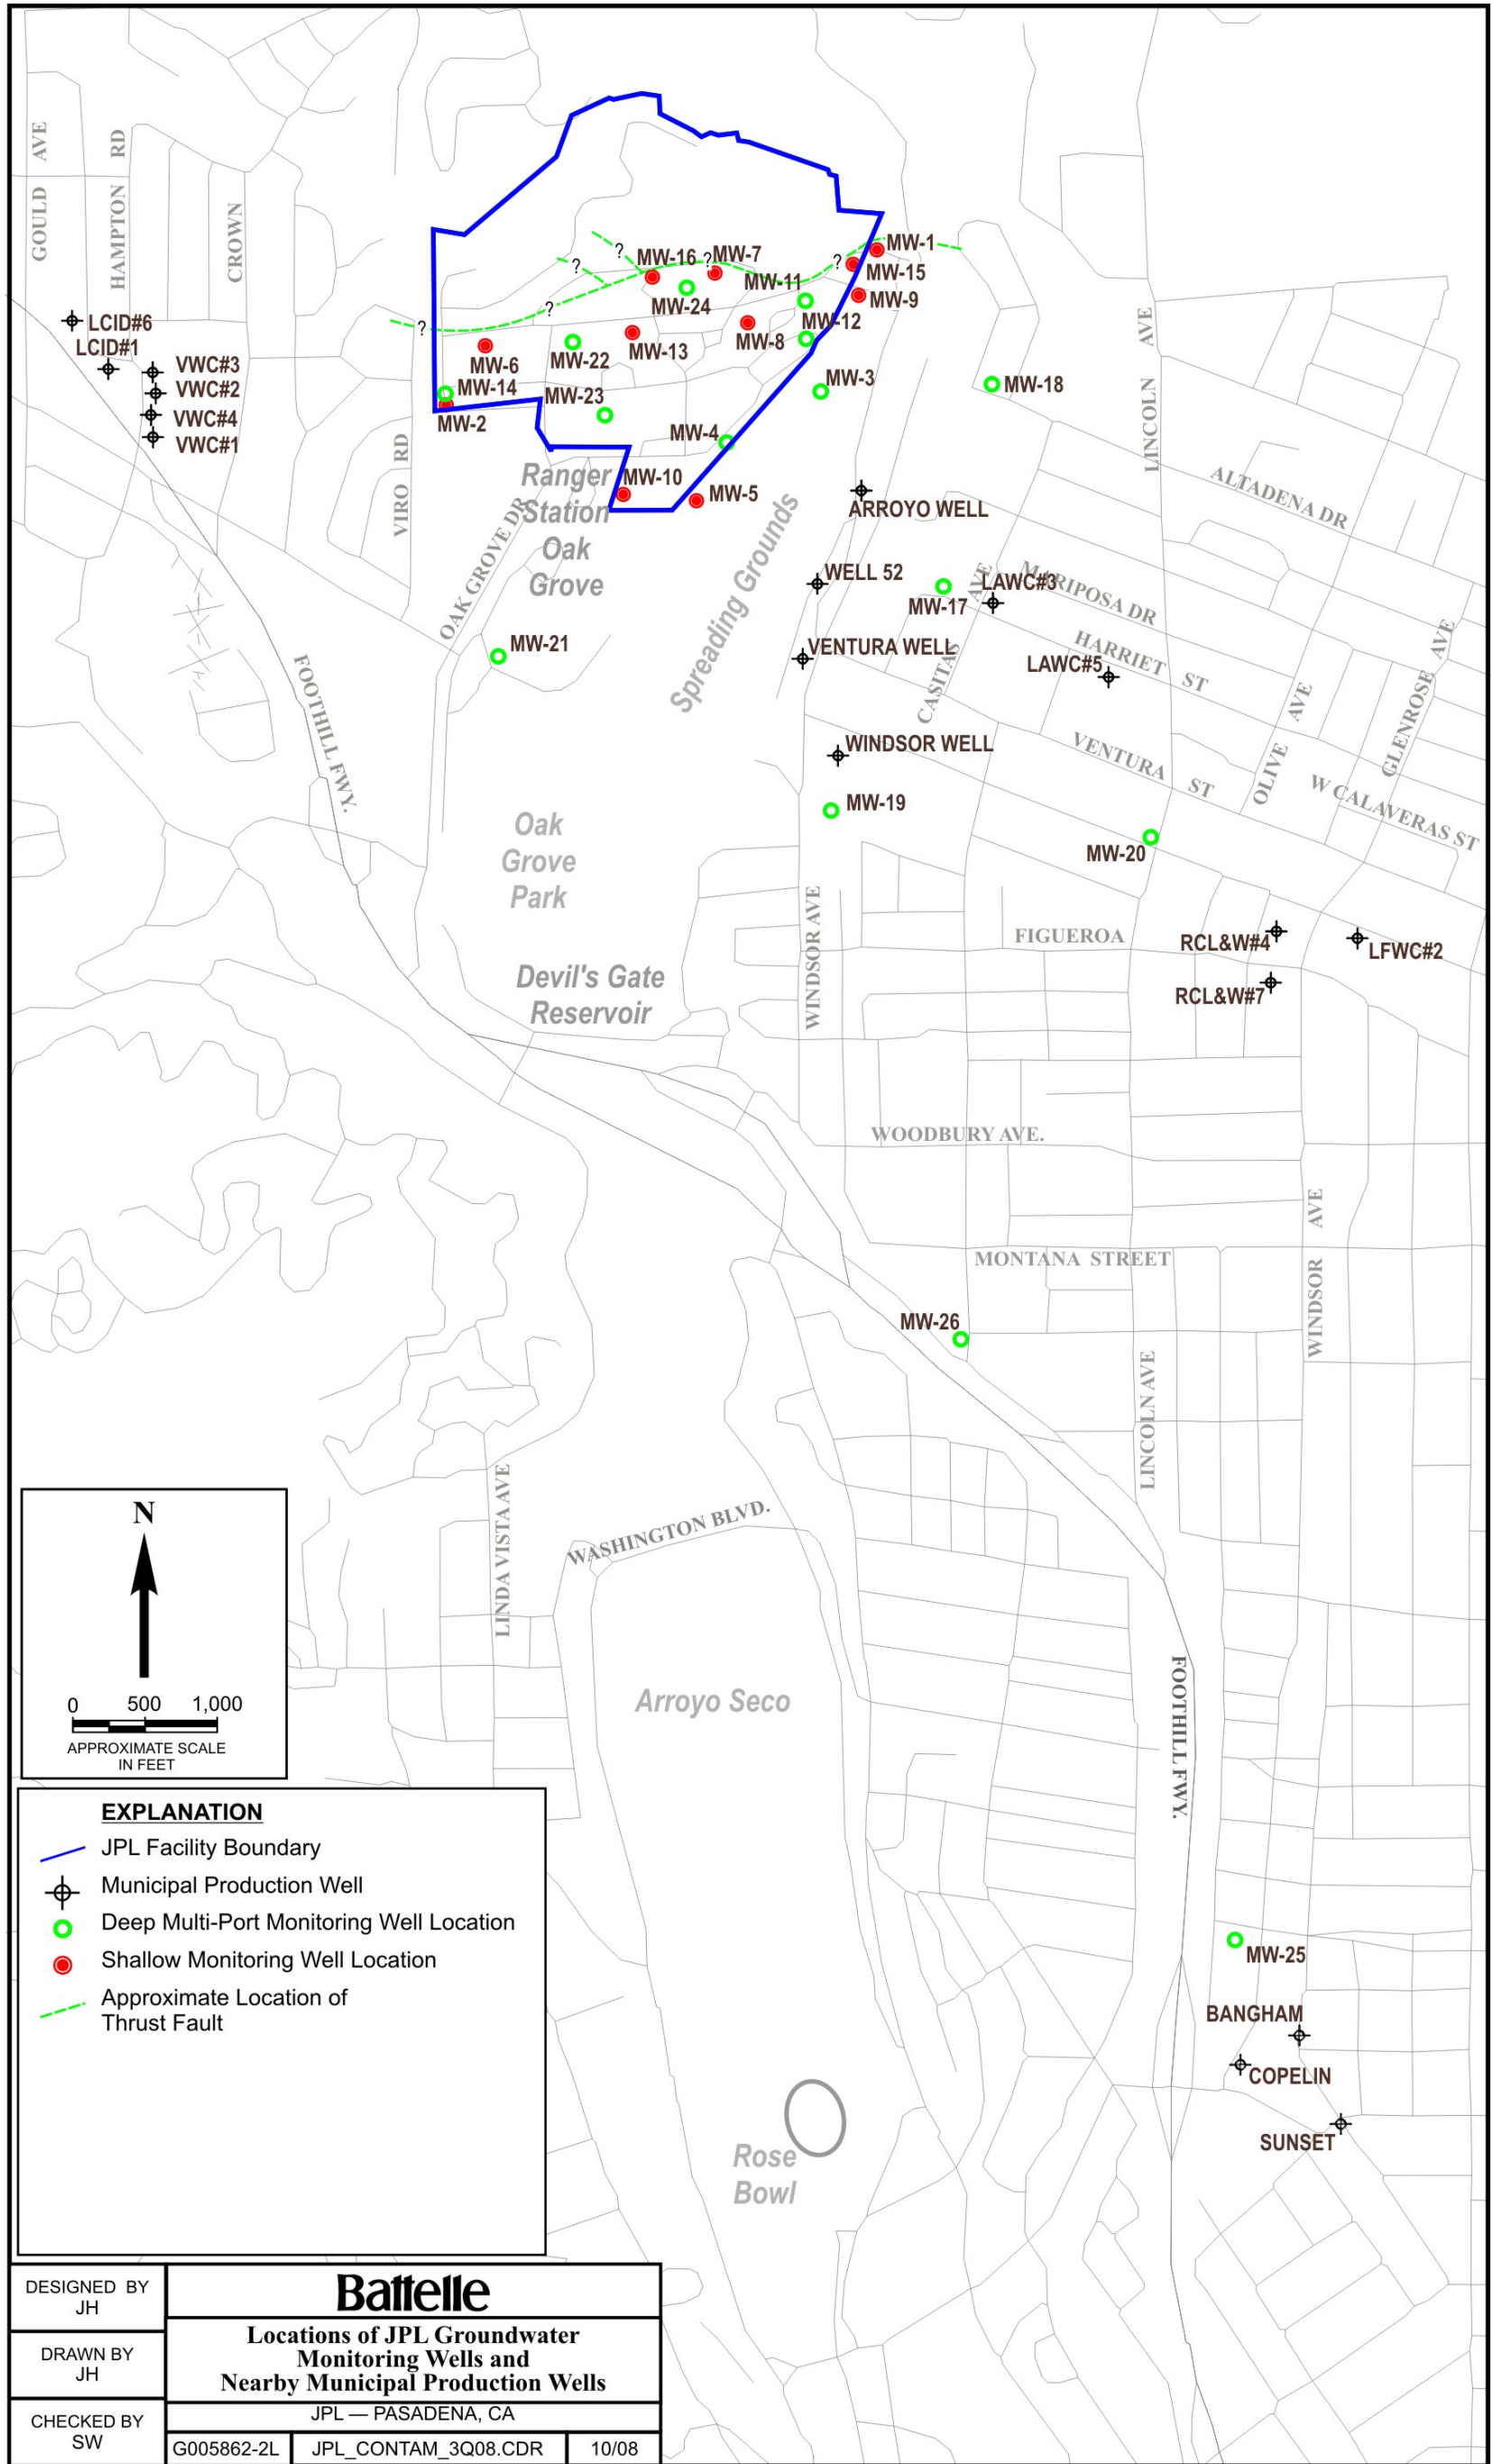 GOULD AVE
HAMPTON RD
CROWN
LCID#6
LCID#1
VWC#3
VWC#2
VWC#4
VWC#1
VIRO RD
MW-1
MW-15
MW-9
MW-16
MW-7
MW-11
MW-24
MW-12
MW-8
MW-13
MW-22
MW-6
MW-14
MW-2
MW-23
MW-3
MW-4
MW-10
MW-5
MW-18
?
?
?
?
?
?
LINCOLN AVE
ALTADENA DR
Ranger
Station
Oak
Grove
OAK GROVE DR
Spreading Grounds
ARROYO WELL
WELL 52
MW-17
LAWC#3
MARIPOSA DR
CASITAS AVE
HARRIET ST
LAWC#5
VENTURA WELL
MW-21
FOOTHILL FWY.
WINDSOR WELL
VENTURA ST
OLIVE AVE
GLENROSE AVE
W CALAVERAS ST
MW-19
MW-20
Oak
Grove
Park
WINDSOR AVE
FIGUEROA
RCL&W#4
LFWC#2
RCL&W#7
Devil's Gate
Reservoir
WOODBURY AVE.
MONTANA STREET
WINDSOR AVE
MW-26
LINCOLN AVE
LINDA VISTA AVE
WASHINGTON BLVD.
N
0 500 1,000
APPROXIMATE SCALE
IN FEET
Arroyo Seco
FOOTHILL FWY.
EXPLANATION
JPL Facility Boundary
Municipal Production Well
Deep Multi-Port Monitoring Well Location
Shallow Monitoring Well Location
Approximate Location of
Thrust Fault
MW-25
BANGHAM
COPELIN
SUNSET
Rose
Bowl
DESIGNED BY
JH
DRAWN BY
JH
CHECKED BY
SW
Battelle
Locations of JPL Groundwater
Monitoring Wells and
Nearby Municipal Production Wells
JPL — PASADENA, CA
G005862-2L
JPL_CONTAM_3Q08.CDR
10/08